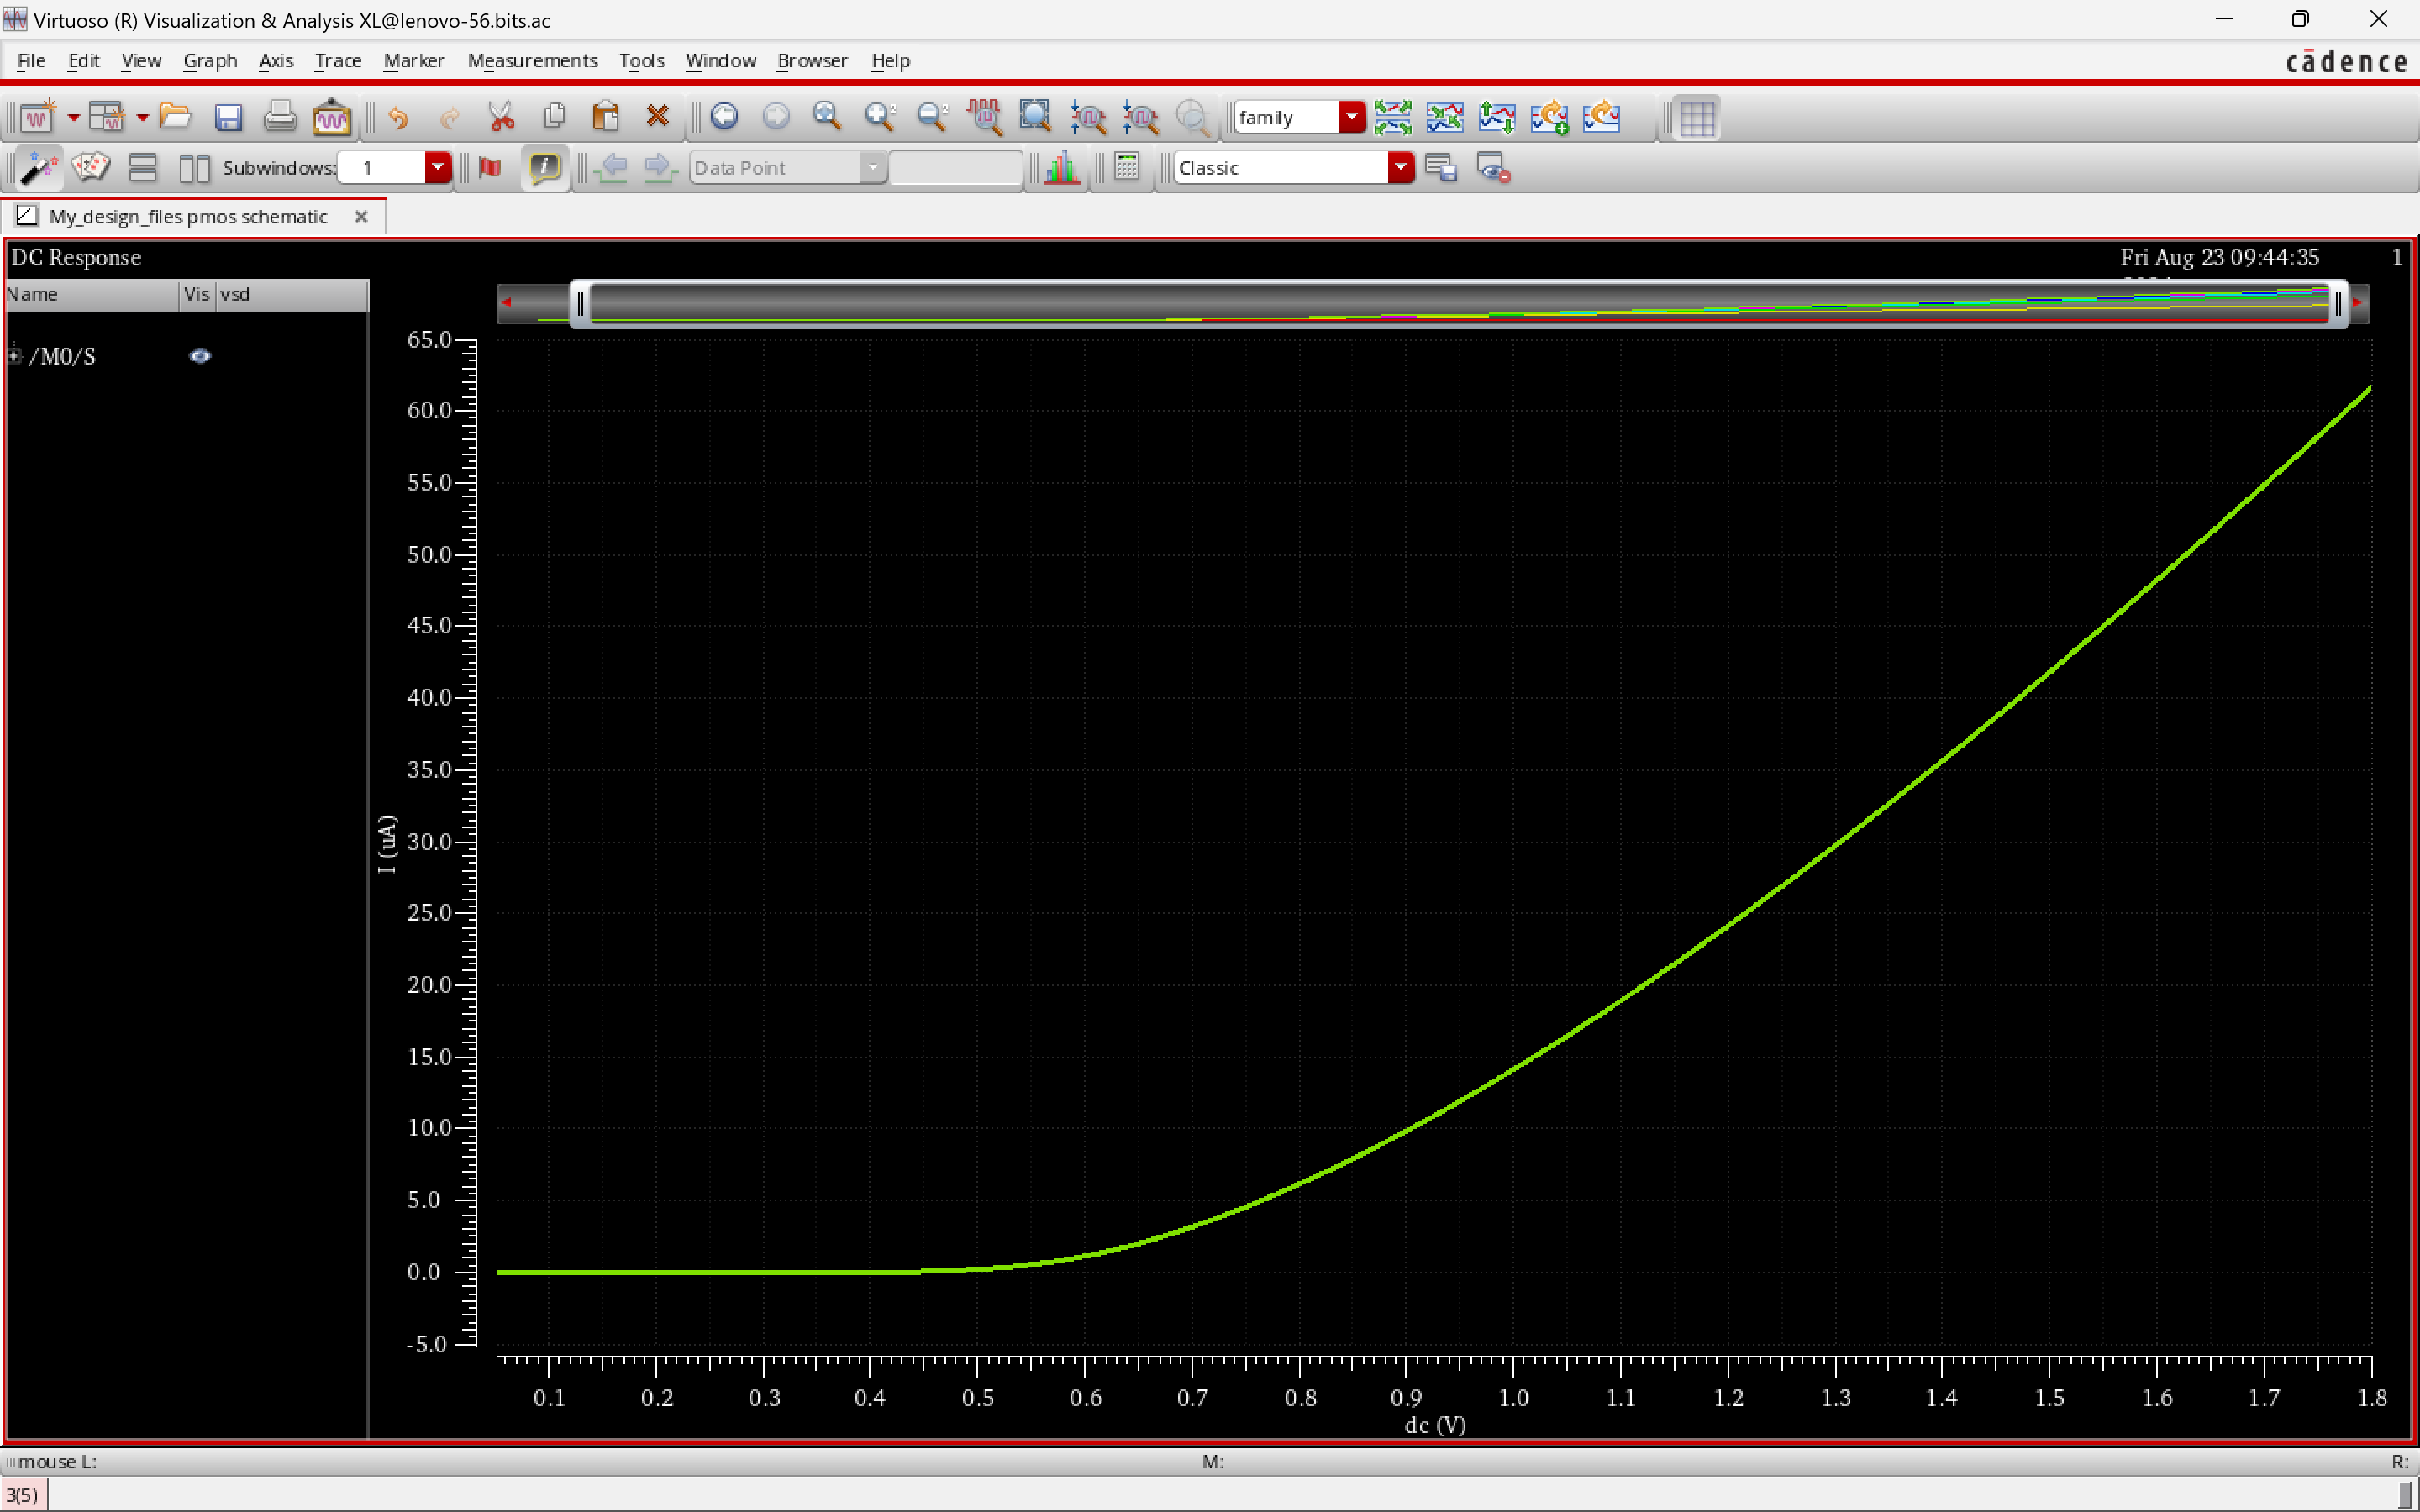 Virtuoso (R) Visualization & Analysis XL@lenovo-56.bits.ac
File Edit View Graph Axis Trace Marker Measurements Tools Window Browser Help
cādence
family
Subwindows: 1
Data Point
Classic
My_design_files pmos schematic
DC Response
Fri Aug 23 09:44:35
1
Name Vis vsd
/M0/S
65.0
60.0
55.0
50.0
45.0
40.0
35.0
30.0
25.0
20.0
15.0
10.0
5.0
0.0
-5.0
I (uA)
0.1 0.2 0.3 0.4 0.5 0.6 0.7 0.8 0.9 1.0 1.1 1.2 1.3 1.4 1.5 1.6 1.7 1.8
dc (V)
mouse L: M: R:
3(5)